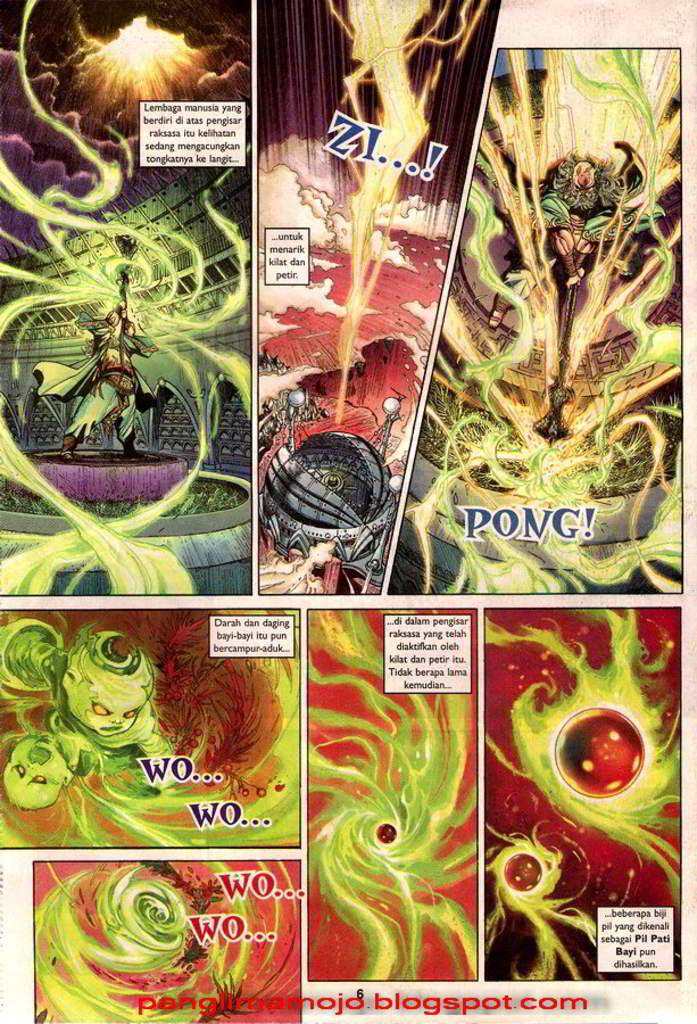 Lembaga manusia yang
berdiri di atas pengisar
raksasa itu kelihatan
sedang mengacungkan
tongkatnya ke langit...
ZI....!
...untuk
menarik
kilat dan
petir.
PONG!
Darah dan daging
bayi-bayi itu pun
bercampur-aduk...
WO...
WO...
WO...
WO...
...di dalam pengisar
raksasa yang telah
diaktifkan oleh
kilat dan petir itu.
Tidak berapa lama
kemudian...
...beberapa biji
pil yang dikenali
sebagai Pil Pati
Bayi pun
dihasilkan.
6
panglimamojo.blogspot.com